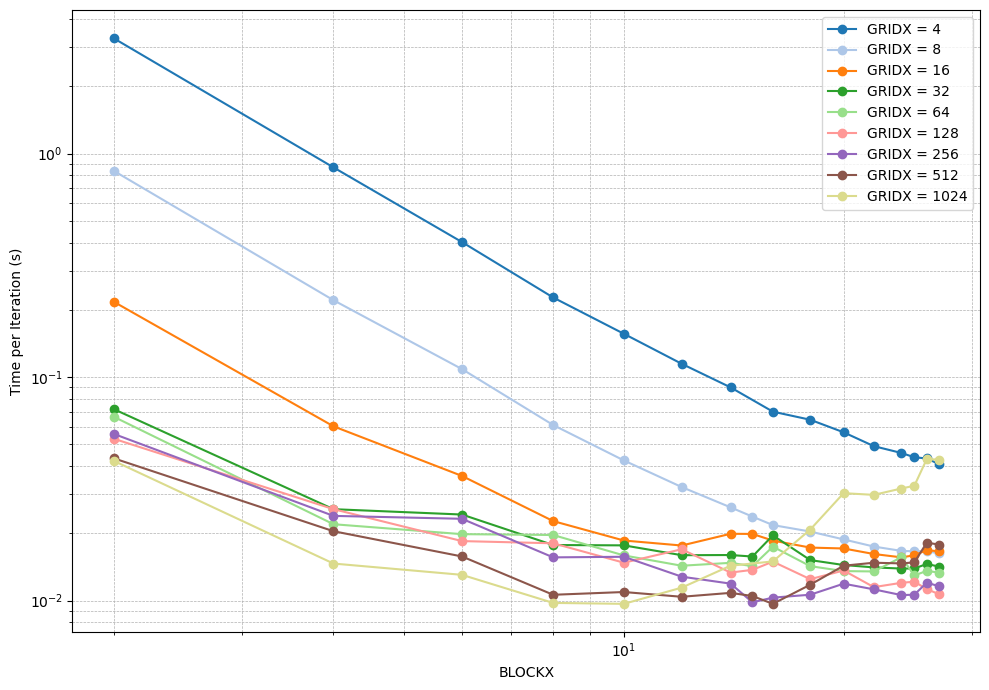 GRIDX = 4
GRIDX = 8
GRIDX = 16
GRIDX = 32
GRIDX = 64
GRIDX = 128
GRIDX = 256
GRIDX = 512
GRIDX = 1024
Time per Iteration (s)
10⁰
10⁻¹
10⁻²
10¹
BLOCKX